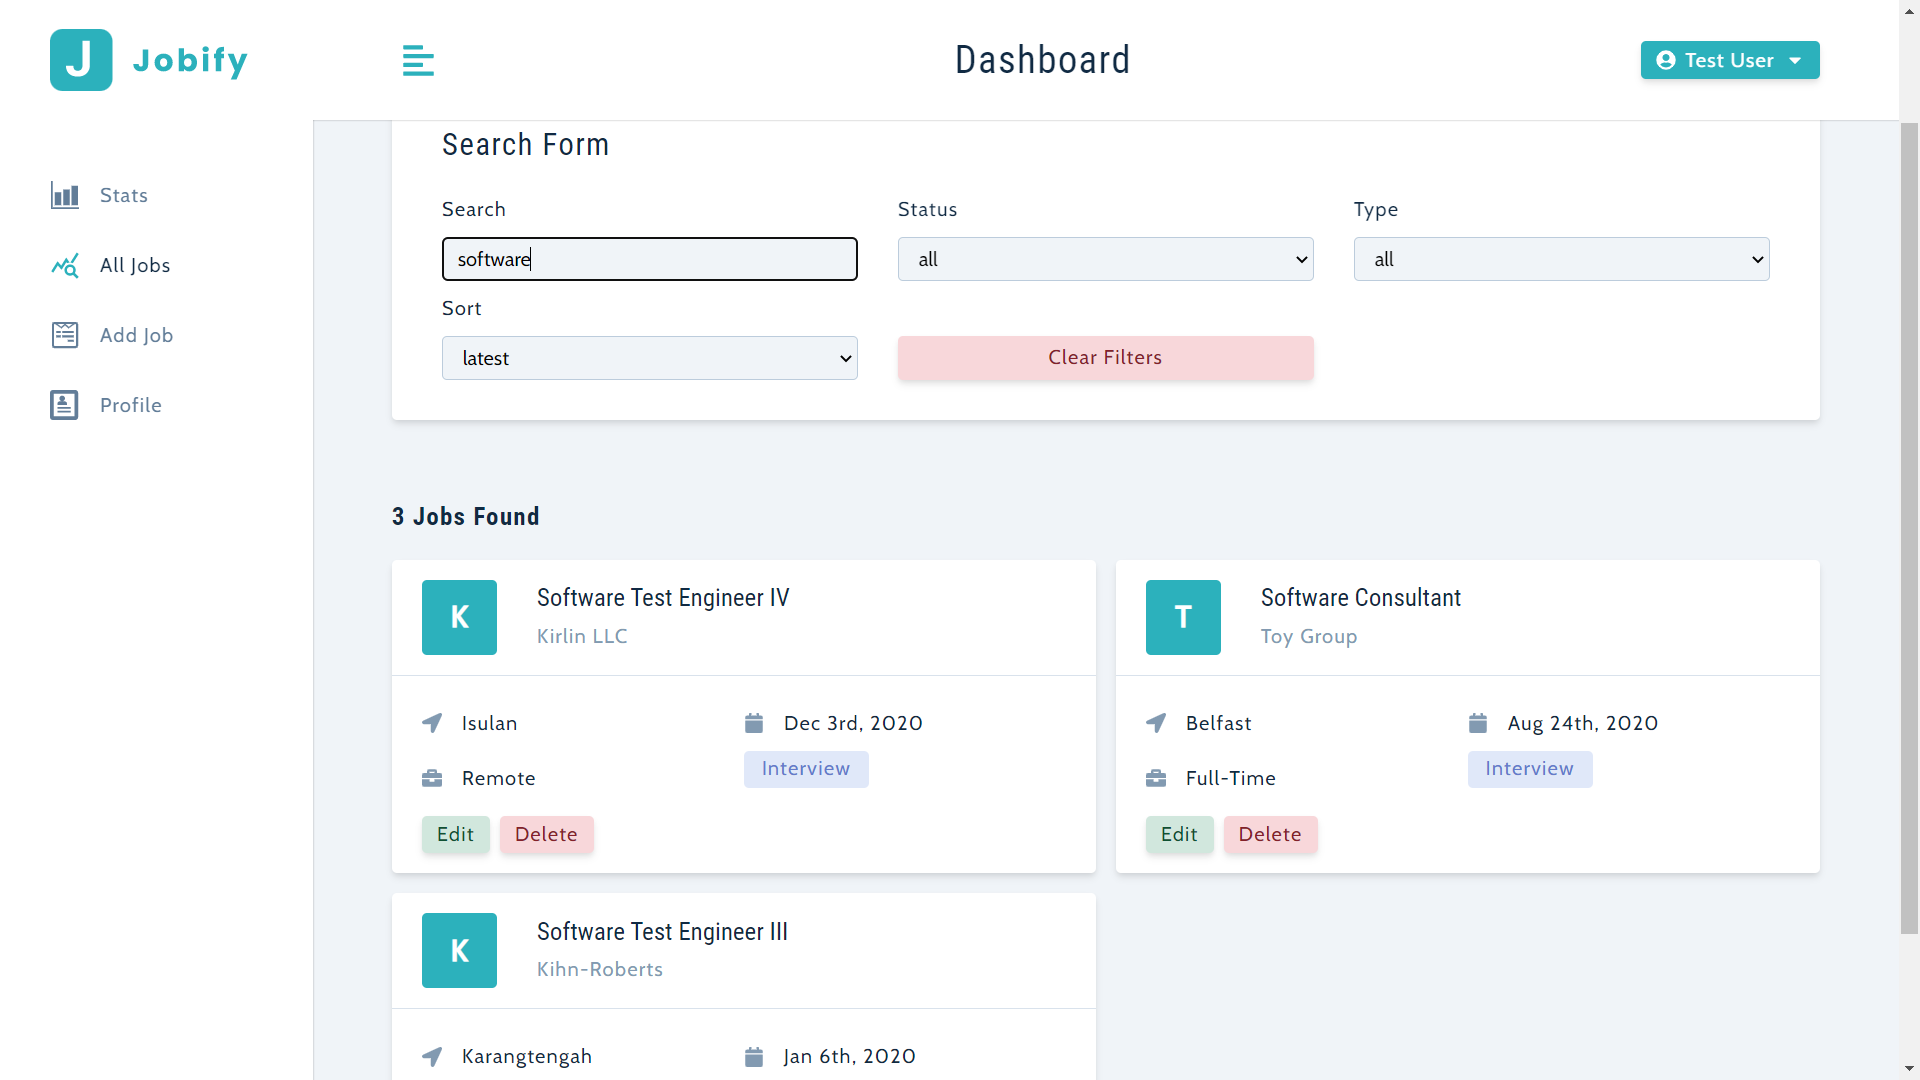 J Jobify
Dashboard
Test User
Stats
All Jobs
Add Job
Profile
Search Form
Search
Status
Type
software
all
all
Sort
latest
Clear Filters
3 Jobs Found
K
Software Test Engineer IV
Kirlin LLC
Isulan
Dec 3rd, 2020
Remote
Interview
Edit
Delete
T
Software Consultant
Toy Group
Belfast
Aug 24th, 2020
Full-Time
Interview
Edit
Delete
K
Software Test Engineer III
Kihn-Roberts
Karangtengah
Jan 6th, 2020